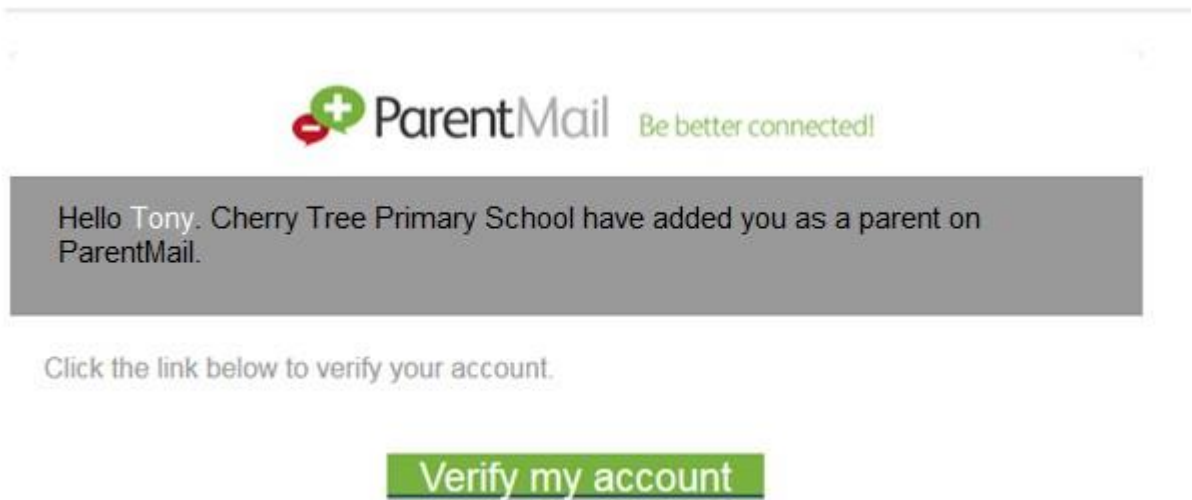 ParentMail Be better connected!
Hello Tony. Cherry Tree Primary School have added you as a parent on
ParentMail.
Click the link below to verify your account.
Verify my account